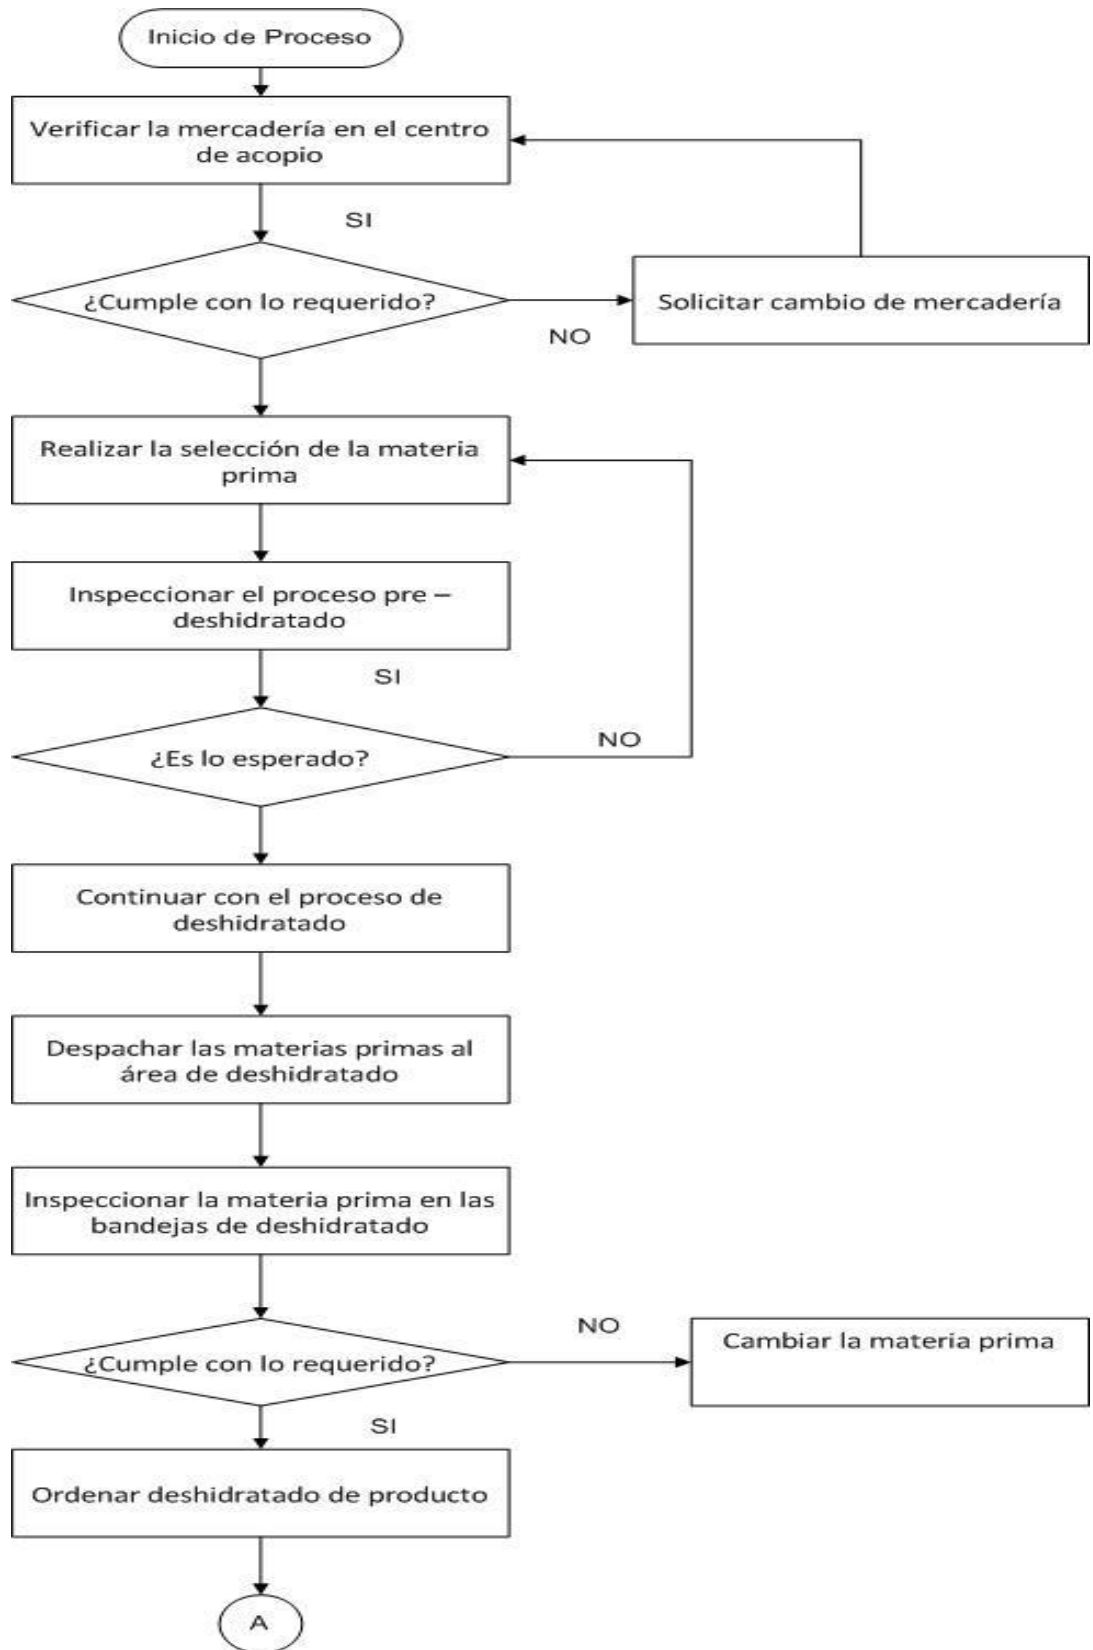 Inicio de Proceso
Verificar la mercadería en el centro
de acopio
SI
¿Cumple con lo requerido?
NO
Solicitar cambio de mercadería
Realizar la selección de la materia
prima
Inspeccionar el proceso pre –
deshidratado
SI
¿Es lo esperado?
NO
Continuar con el proceso de
deshidratado
Despachar las materias primas al
área de deshidratado
Inspeccionar la materia prima en las
bandejas de deshidratado
¿Cumple con lo requerido?
NO
Cambiar la materia prima
SI
Ordenar deshidratado de producto
A